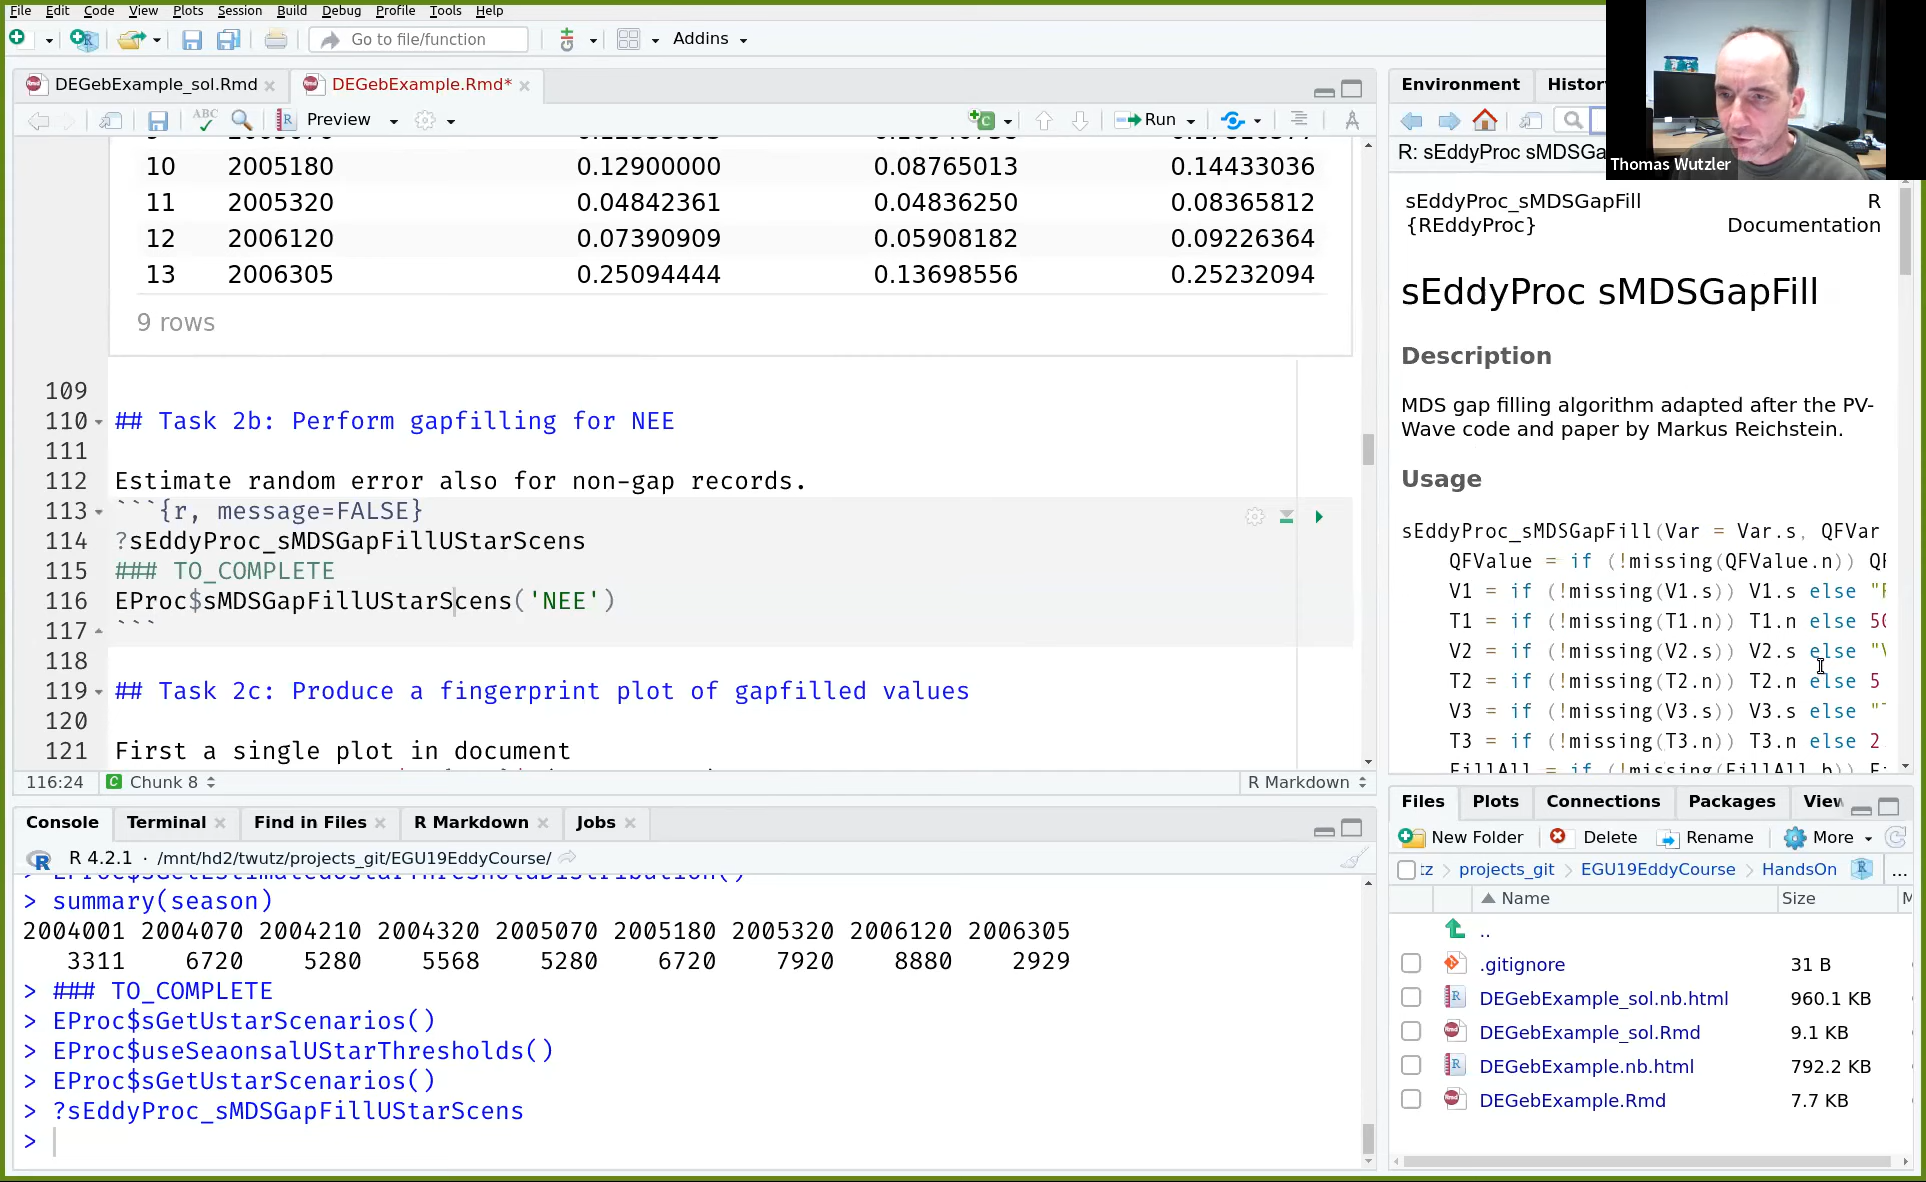 File Edit Code View Plots Session Build Debug Profile Tools Help
Go to file/function Addins
DEGebExample_sol.Rmd DEGebExample.Rmd*
ABC Preview Run
10 2005180 0.12900000 0.08765013 0.14433036
11 2005320 0.04842361 0.04836250 0.08365812
12 2006120 0.07390909 0.05908182 0.09226364
13 2006305 0.25094444 0.13698556 0.25232094
9 rows
109
110 ## Task 2b: Perform gapfilling for NEE
111
112 Estimate random error also for non-gap records.
113 ```{r, message=FALSE}
114 ?sEddyProc_sMDSGapFillUStarScens
115 ### TO_COMPLETE
116 EProc$sMDSGapFillUStarScens('NEE')
117 ```
118
119 ## Task 2c: Produce a fingerprint plot of gapfilled values
120
121 First a single plot in document
116:24 Chunk 8 R Markdown
Console Terminal Find in Files R Markdown Jobs
R 4.2.1 · /mnt/hd2/twutz/projects_git/EGU19EddyCourse/
> summary(season)
2004001 2004070 2004210 2004320 2005070 2005180 2005320 2006120 2006305
3311 6720 5280 5568 5280 6720 7920 8880 2929
> ### TO_COMPLETE
> EProc$sGetUstarScenarios()
> EProc$useSeaonsalUStarThresholds()
> EProc$sGetUstarScenarios()
> ?sEddyProc_sMDSGapFillUStarScens
>
Environment Histor
R: sEddyProc sMDSGa
Thomas Wutzler
sEddyProc_sMDSGapFill R
{REddyProc} Documentation
sEddyProc sMDSGapFill
Description
MDS gap filling algorithm adapted after the PV-
Wave code and paper by Markus Reichstein.
Usage
sEddyProc_sMDSGapFill(Var = Var.s, QFVar
QFValue = if (!missing(QFValue.n)) QF
V1 = if (!missing(V1.s)) V1.s else "
T1 = if (!missing(T1.n)) T1.n else 50
V2 = if (!missing(V2.s)) V2.s else "V
T2 = if (!missing(T2.n)) T2.n else 5
V3 = if (!missing(V3.s)) V3.s else "
T3 = if (!missing(T3.n)) T3.n else 2
FillAll = if (!missing(FillAll.b)) F
Files Plots Connections Packages View
New Folder Delete Rename More
tz projects_git EGU19EddyCourse HandsOn ...
Name Size M
..
.gitignore 31 B
DEGebExample_sol.nb.html 960.1 KB
DEGebExample_sol.Rmd 9.1 KB
DEGebExample.nb.html 792.2 KB
DEGebExample.Rmd 7.7 KB